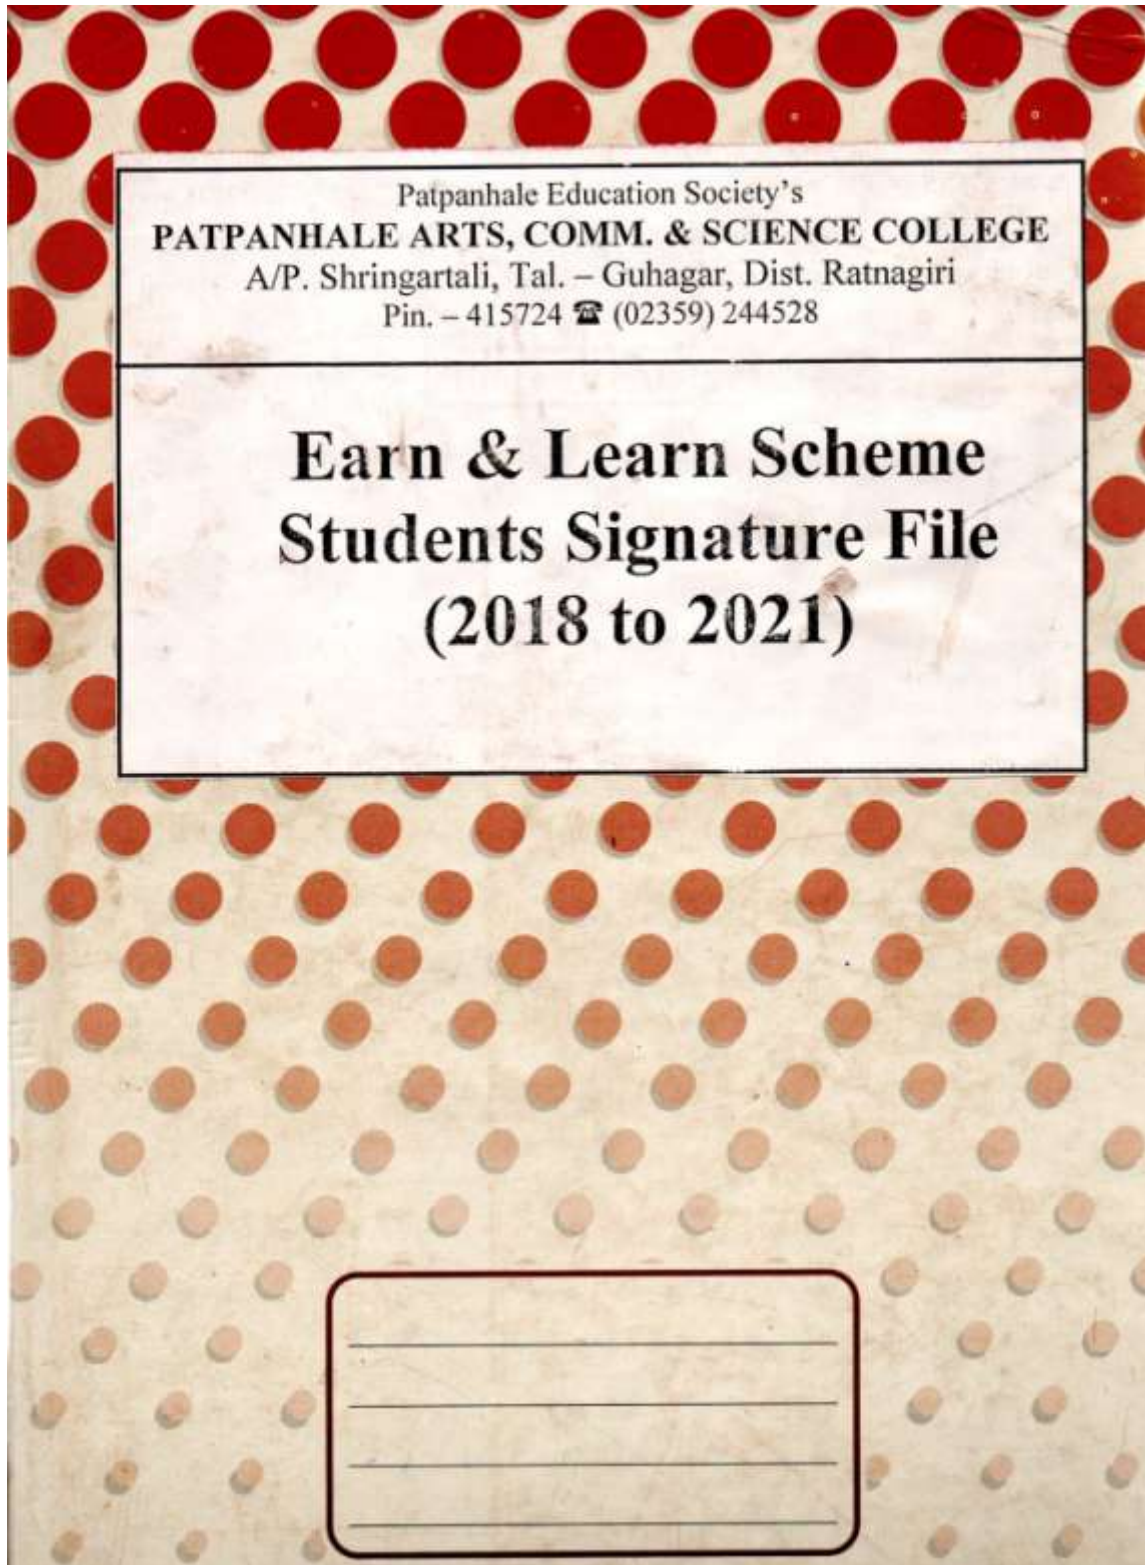 Patpanhale Education Society's
PATPANHALE ARTS, COMM. & SCIENCE COLLEGE
A/P. Shringartali, Tal. – Guhagar, Dist. Ratnagiri
Pin. – 415724 ☎ (02359) 244528
Earn & Learn Scheme
Students Signature File
(2018 to 2021)